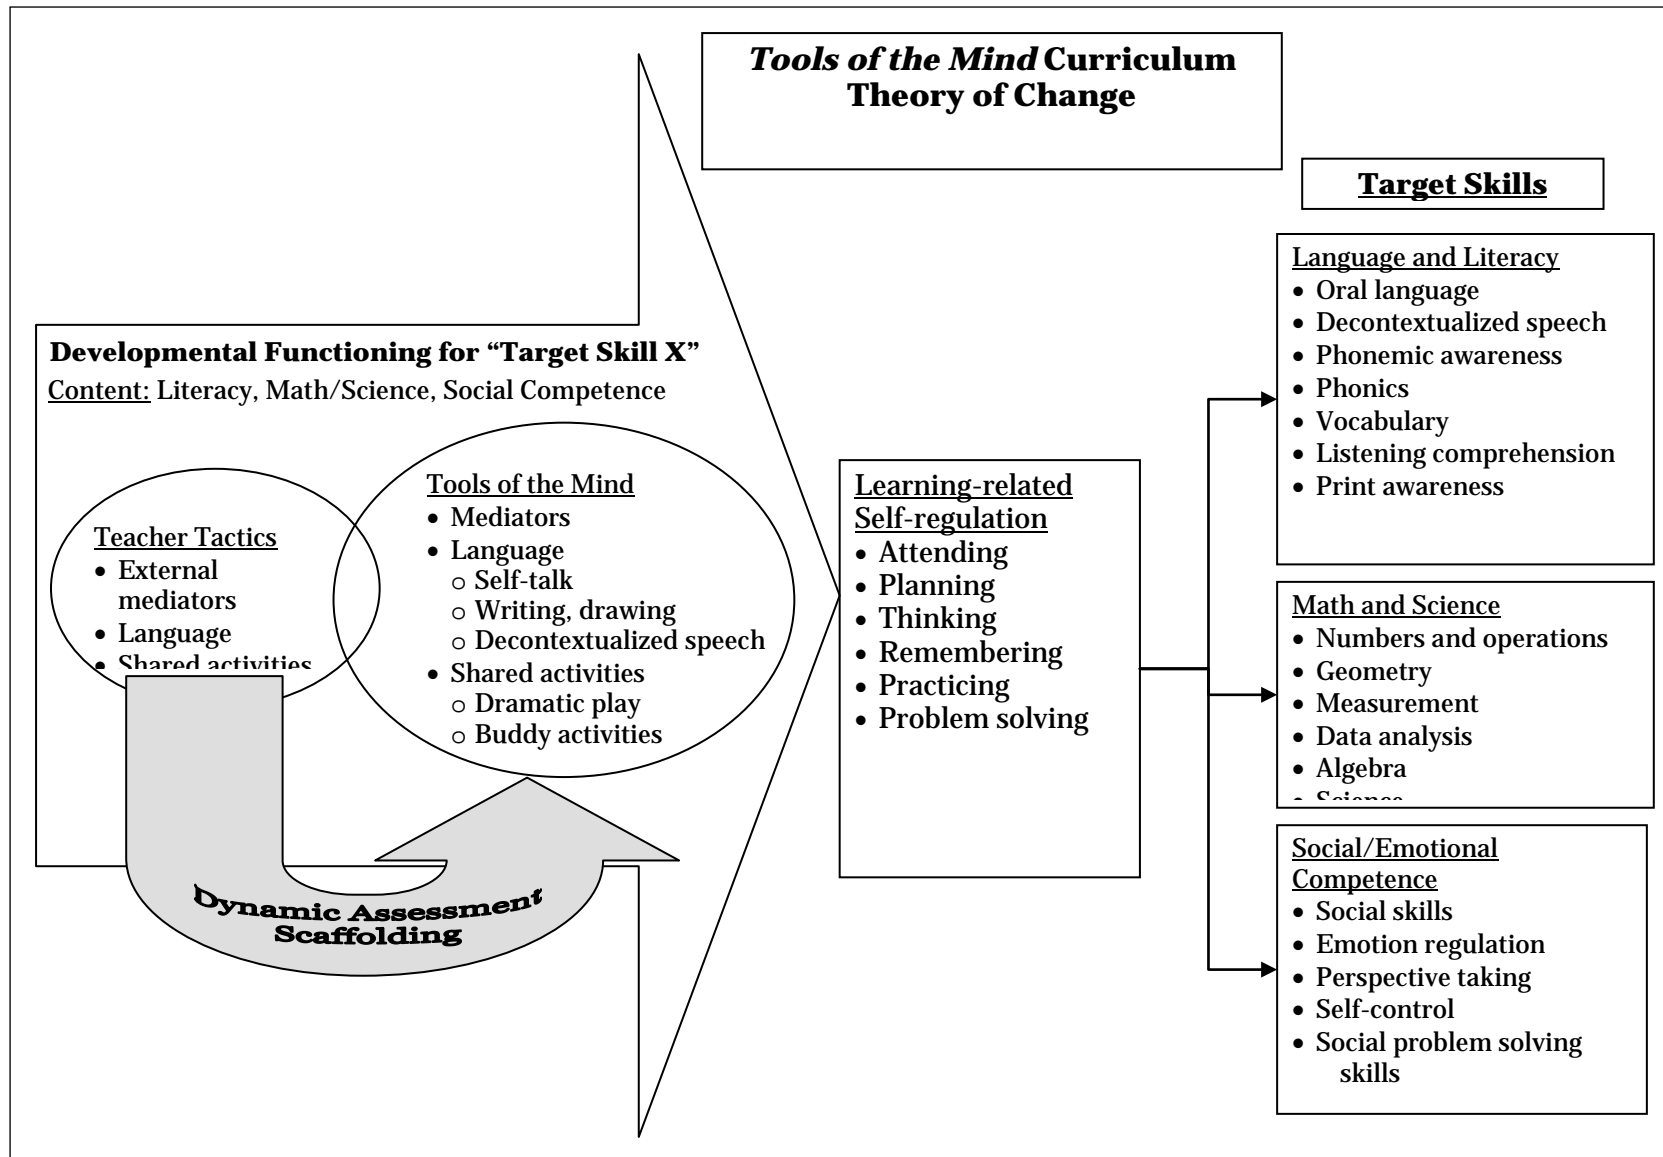 Tools of the Mind Curriculum
Theory of Change
Target Skills
Developmental Functioning for “Target Skill X”
Content: Literacy, Math/Science, Social Competence
Teacher Tactics
• External
mediators
• Language
• Shared activities
Tools of the Mind
• Mediators
• Language
o Self-talk
o Writing, drawing
o Decontextualized speech
• Shared activities
o Dramatic play
o Buddy activities
Dynamic Assessment
Scaffolding
Learning-related
Self-regulation
• Attending
• Planning
• Thinking
• Remembering
• Practicing
• Problem solving
Language and Literacy
• Oral language
• Decontextualized speech
• Phonemic awareness
• Phonics
• Vocabulary
• Listening comprehension
• Print awareness
Math and Science
• Numbers and operations
• Geometry
• Measurement
• Data analysis
• Algebra
• Science
Social/Emotional
Competence
• Social skills
• Emotion regulation
• Perspective taking
• Self-control
• Social problem solving
skills